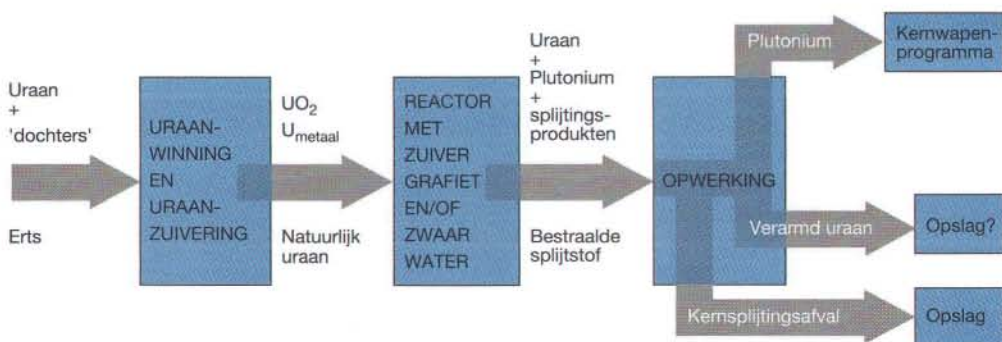 Uraan
+
'dochters'
Erts
URAAN-
WINNING
EN
URAAN-
ZUIVERING
UO2
Umetaal
Natuurlijk
uraan
REACTOR
MET
ZUIVER
GRAFIET
EN/OF
ZWAAR
WATER
Uraan
+
Plutonium
+
splijtings-
produkten
Bestraalde
splijtstof
OPWERKING
Plutonium
Kernwapen-
programma
Verarmd uraan
Opslag?
Kernsplijtingsafval
Opslag